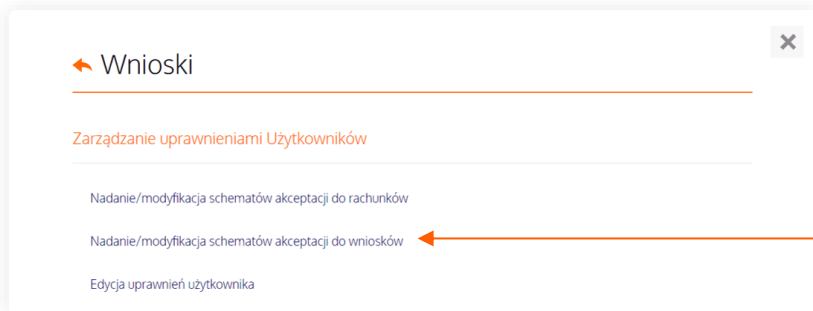 Wnioski
Zarządzanie uprawnieniami Użytkowników
Nadanie/modyfikacja schematów akceptacji do rachunków
Nadanie/modyfikacja schematów akceptacji do wniosków
Edycja uprawnień użytkownika